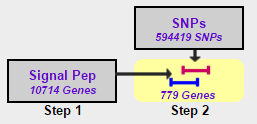 SNPs
594419 SNPs
Signal Pep
10714 Genes
779 Genes
Step 1
Step 2